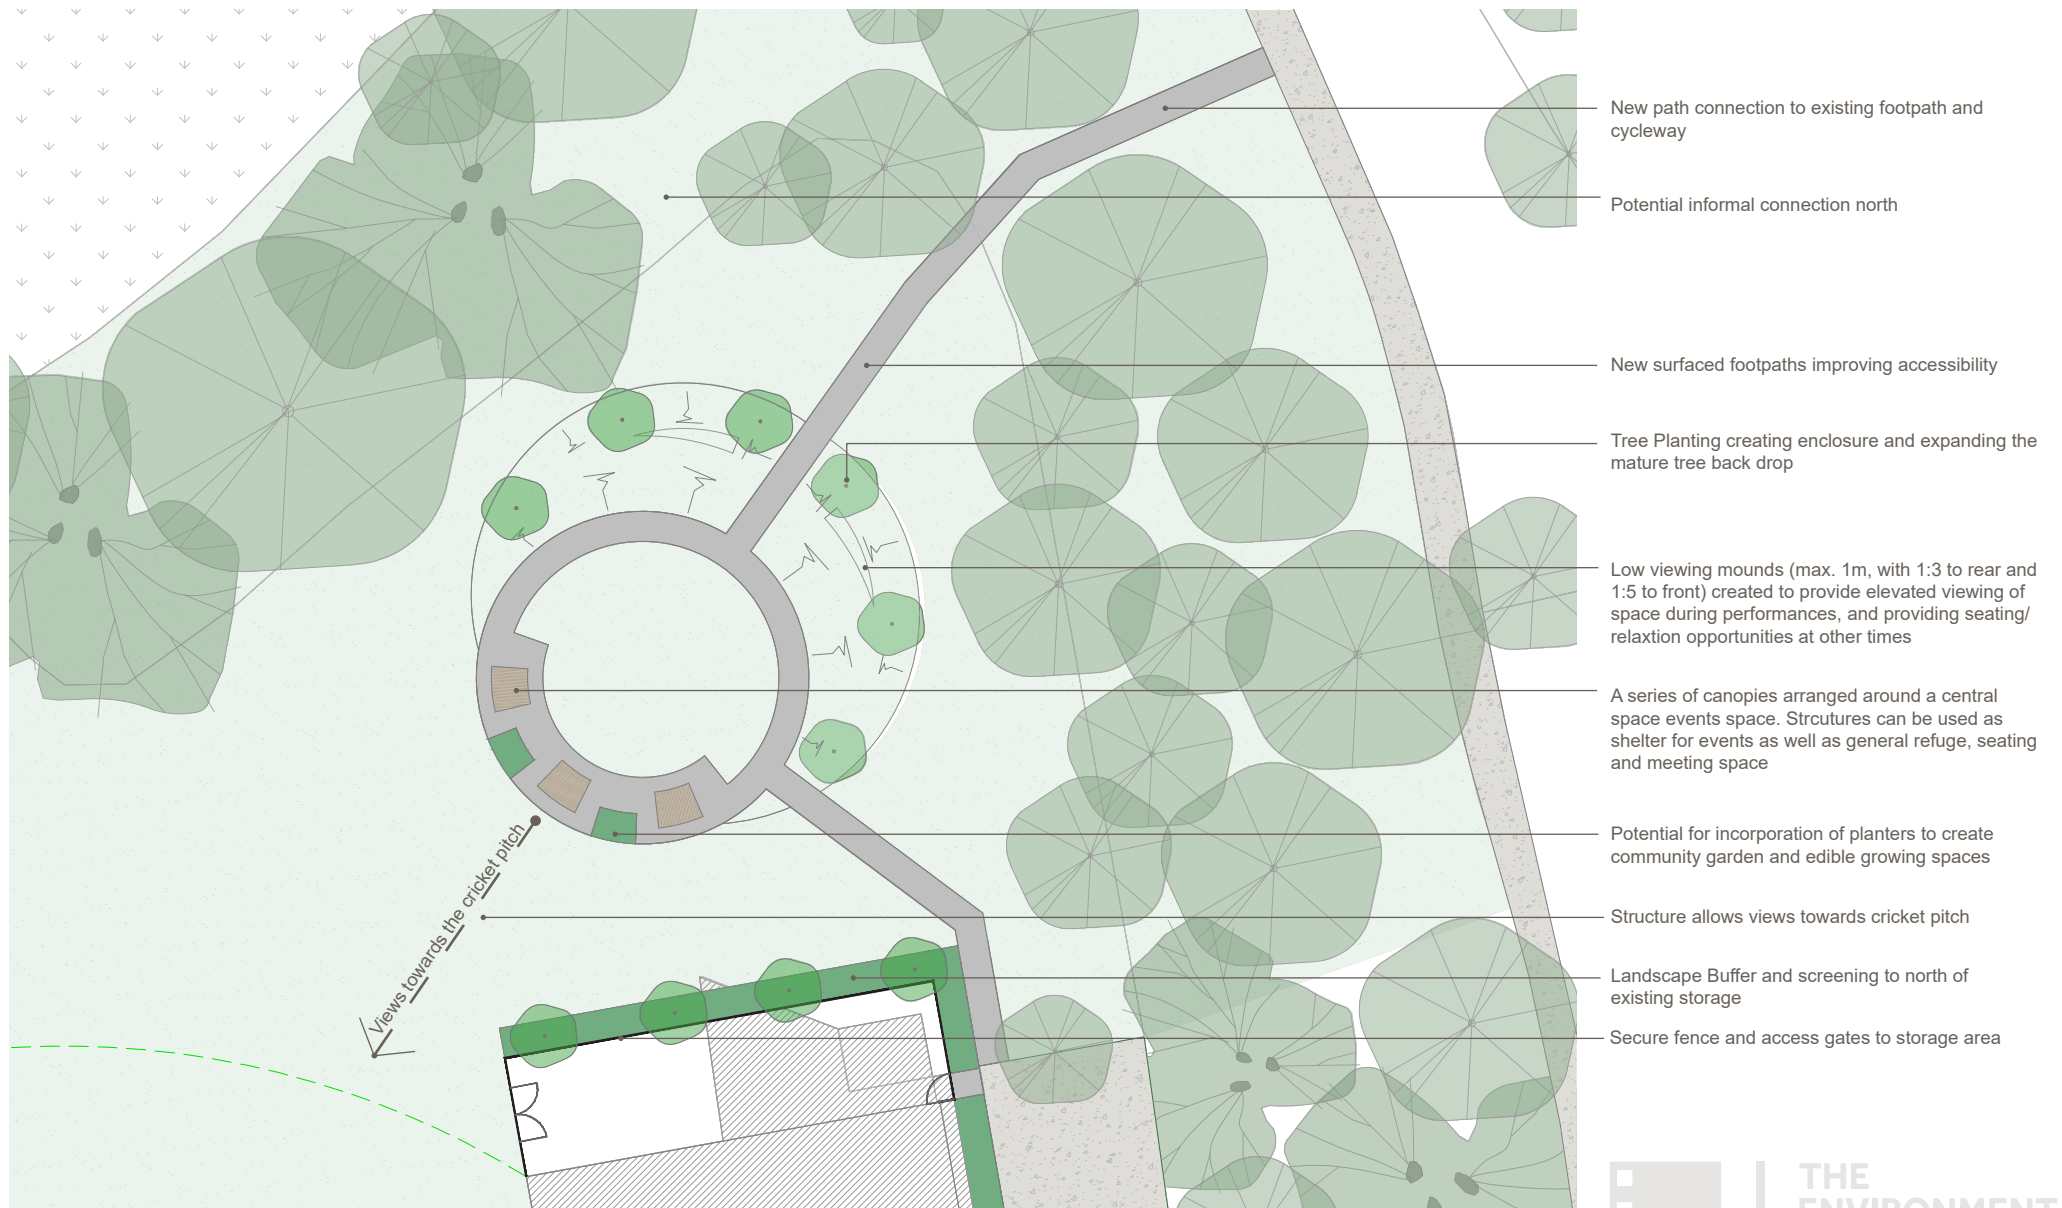 New path connection to existing footpath and
cycleway
Potential informal connection north
New surfaced footpaths improving accessibility
Tree Planting creating enclosure and expanding the
mature tree back drop
Low viewing mounds (max. 1m, with 1:3 to rear and
1:5 to front) created to provide elevated viewing of
space during performances, and providing seating/
relaxtion opportunities at other times
A series of canopies arranged around a central
space events space. Strcutures can be used as
shelter for events as well as general refuge, seating
and meeting space
Potential for incorporation of planters to create
community garden and edible growing spaces
Structure allows views towards cricket pitch
Landscape Buffer and screening to north of
existing storage
Secure fence and access gates to storage area
Views towards the cricket pitch
THE
ENVIRONMENT